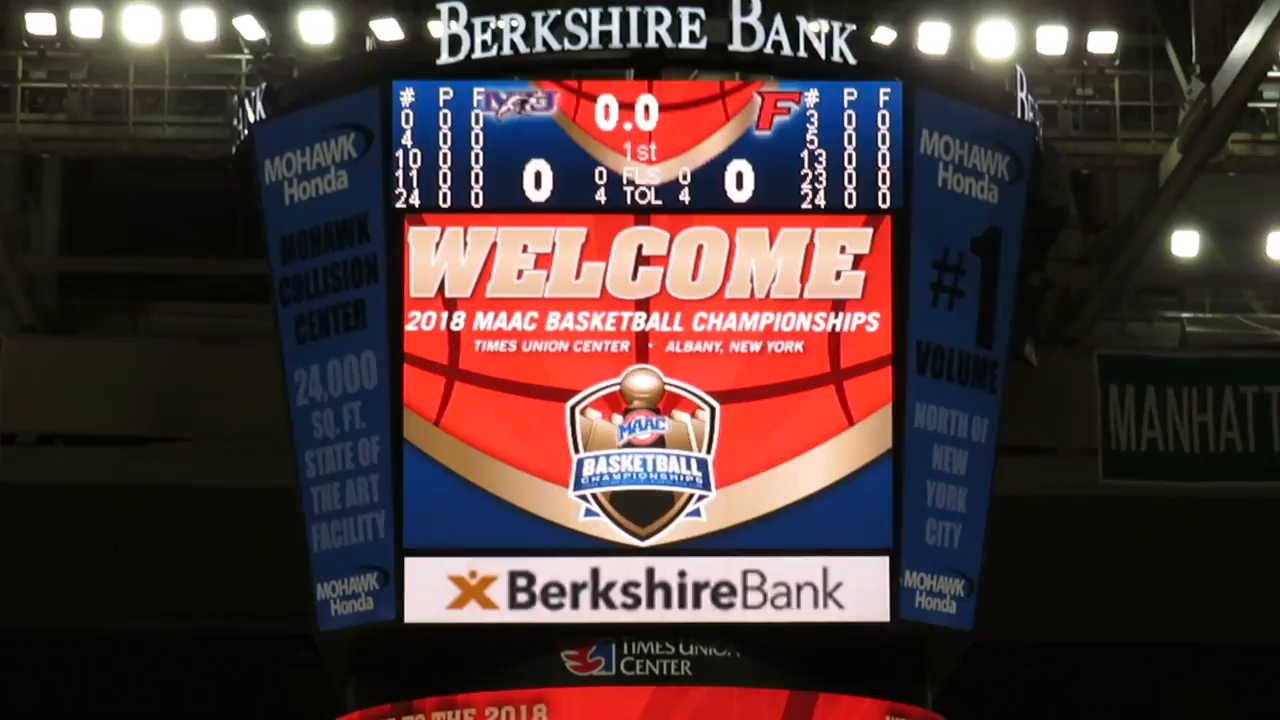 BERKSHIRE BANK
# P F
0 0 0
4 0 0
10 0 0
11 0 0
24 0 0
0.0
1st
0 FLS 0
4 TOL 4
0
0
F
# P F
3 0 0
5 0 0
13 0 0
23 0 0
24 0 0
WELCOME
2018 MAAC BASKETBALL CHAMPIONSHIPS
TIMES UNION CENTER • ALBANY, NEW YORK
MAAC
BASKETBALL
CHAMPIONSHIPS
BerkshireBank
TIMES UNION
CENTER
TO THE 2018
MOHAWK
Honda
MOHAWK
COLLISION
CENTER
24,000
SQ. FT.
STATE OF
THE ART
FACILITY
MOHAWK
Honda
MOHAWK
Honda
#1
VOLUME
NORTH OF
NEW
YORK
CITY
MOHAWK
Honda
MANHATT